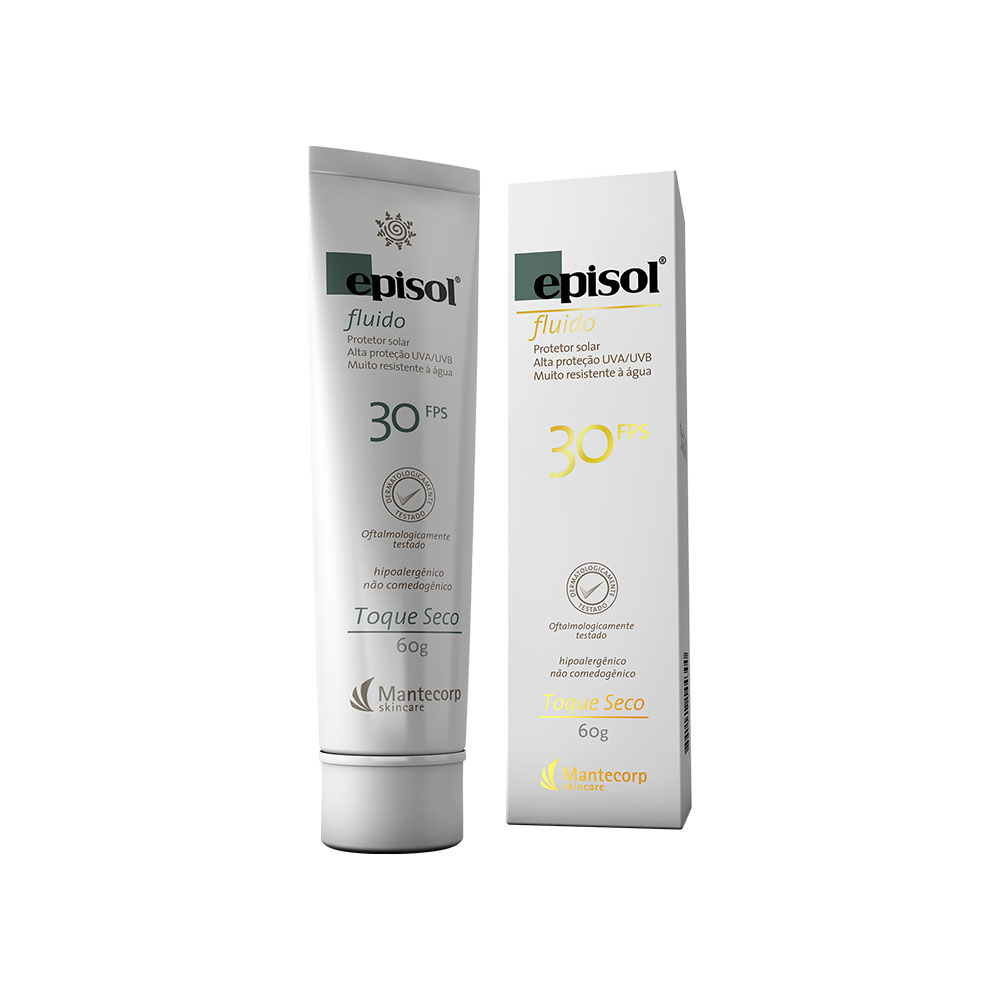 episol®
fluido
Protetor solar
Alta proteção UVA/UVB
Muito resistente à água
30 FPS
DERMATOLOGICAMENTE
TESTADO
Oftalmologicamente
testado
hipoalergênico
não comedogênico
Toque Seco
60g
Mantecorp
skincare
episol®
fluido
Protetor solar
Alta proteção UVA/UVB
Muito resistente à água
30 FPS
DERMATOLOGICAMENTE
TESTADO
Oftalmologicamente
testado
hipoalergênico
não comedogênico
Toque Seco
60g
Mantecorp
skincare